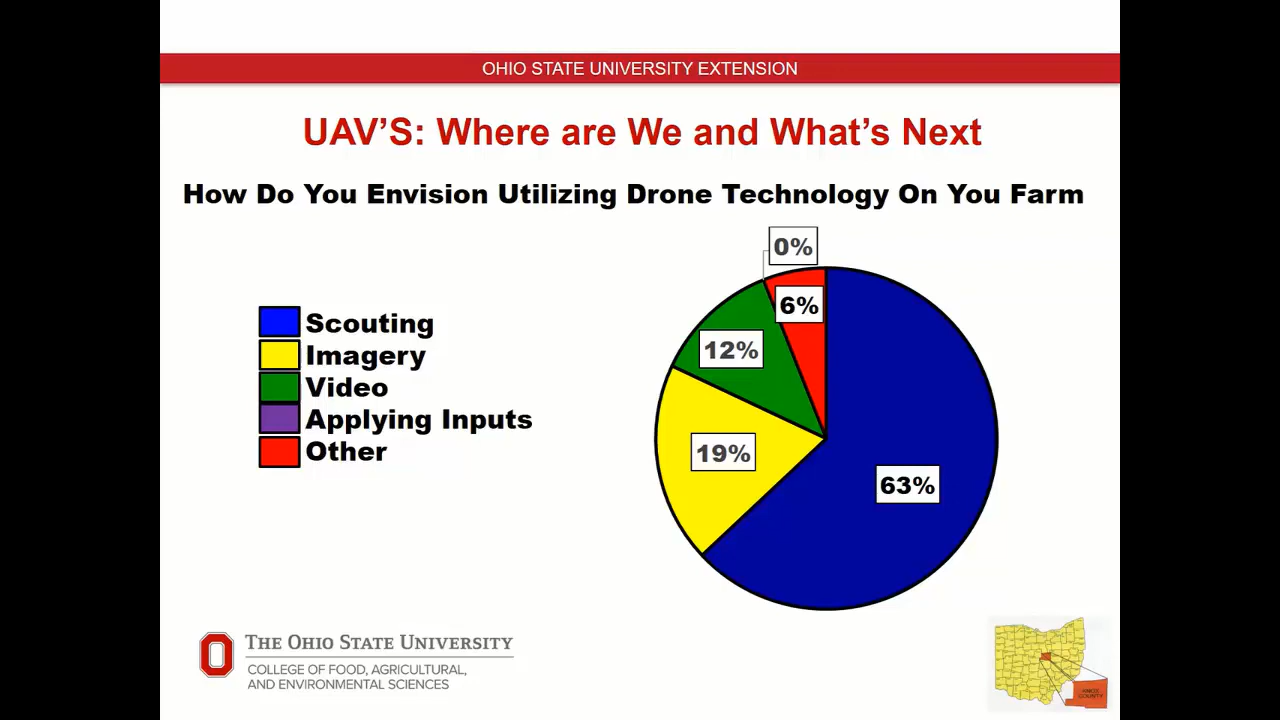 OHIO STATE UNIVERSITY EXTENSION
UAV'S: Where are We and What's Next
How Do You Envision Utilizing Drone Technology On You Farm
0%
6%
12%
19%
63%
Scouting
Imagery
Video
Applying Inputs
Other
THE OHIO STATE UNIVERSITY
COLLEGE OF FOOD, AGRICULTURAL,
AND ENVIRONMENTAL SCIENCES
COUNTY